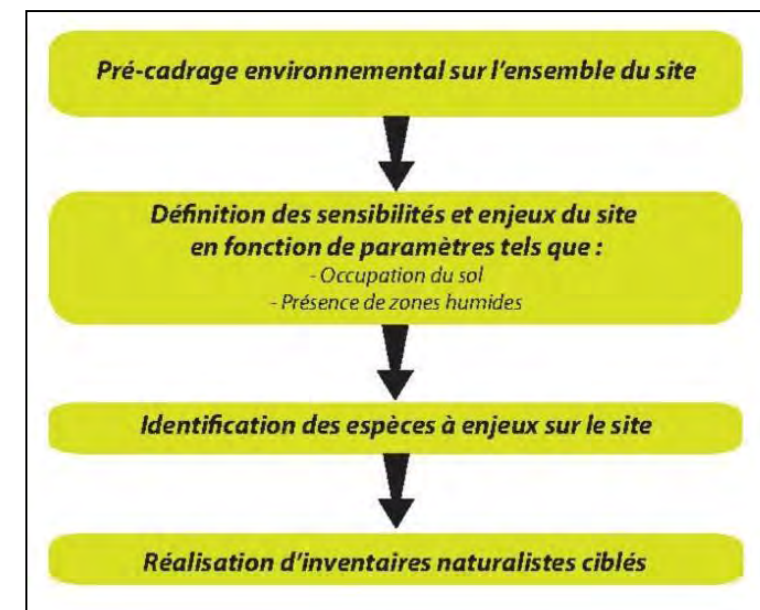 Pré-cadrage environnemental sur l'ensemble du site
Définition des sensibilités et enjeux du site
en fonction de paramètres tels que :
- Occupation du sol
- Présence de zones humides
Identification des espèces à enjeux sur le site
Réalisation d'inventaires naturalistes ciblés